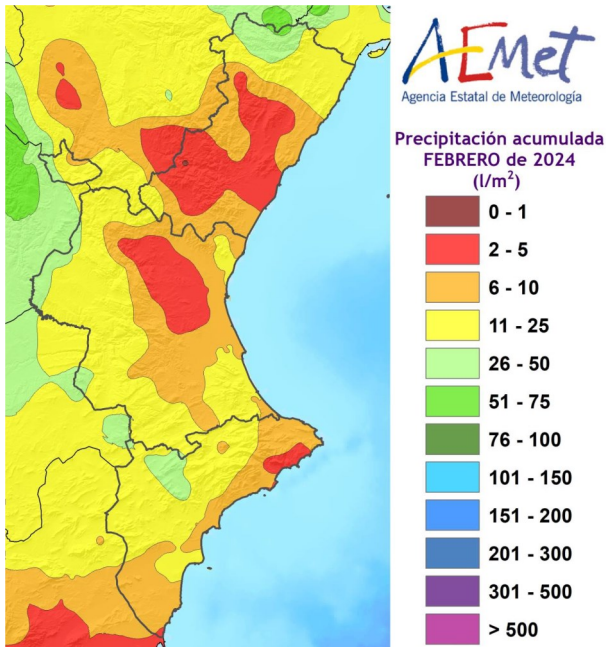 AEMet
Agencia Estatal de Meteorología
Precipitación acumulada
FEBRERO de 2024
(l/m²)
0 - 1
2 - 5
6 - 10
11 - 25
26 - 50
51 - 75
76 - 100
101 - 150
151 - 200
201 - 300
301 - 500
> 500